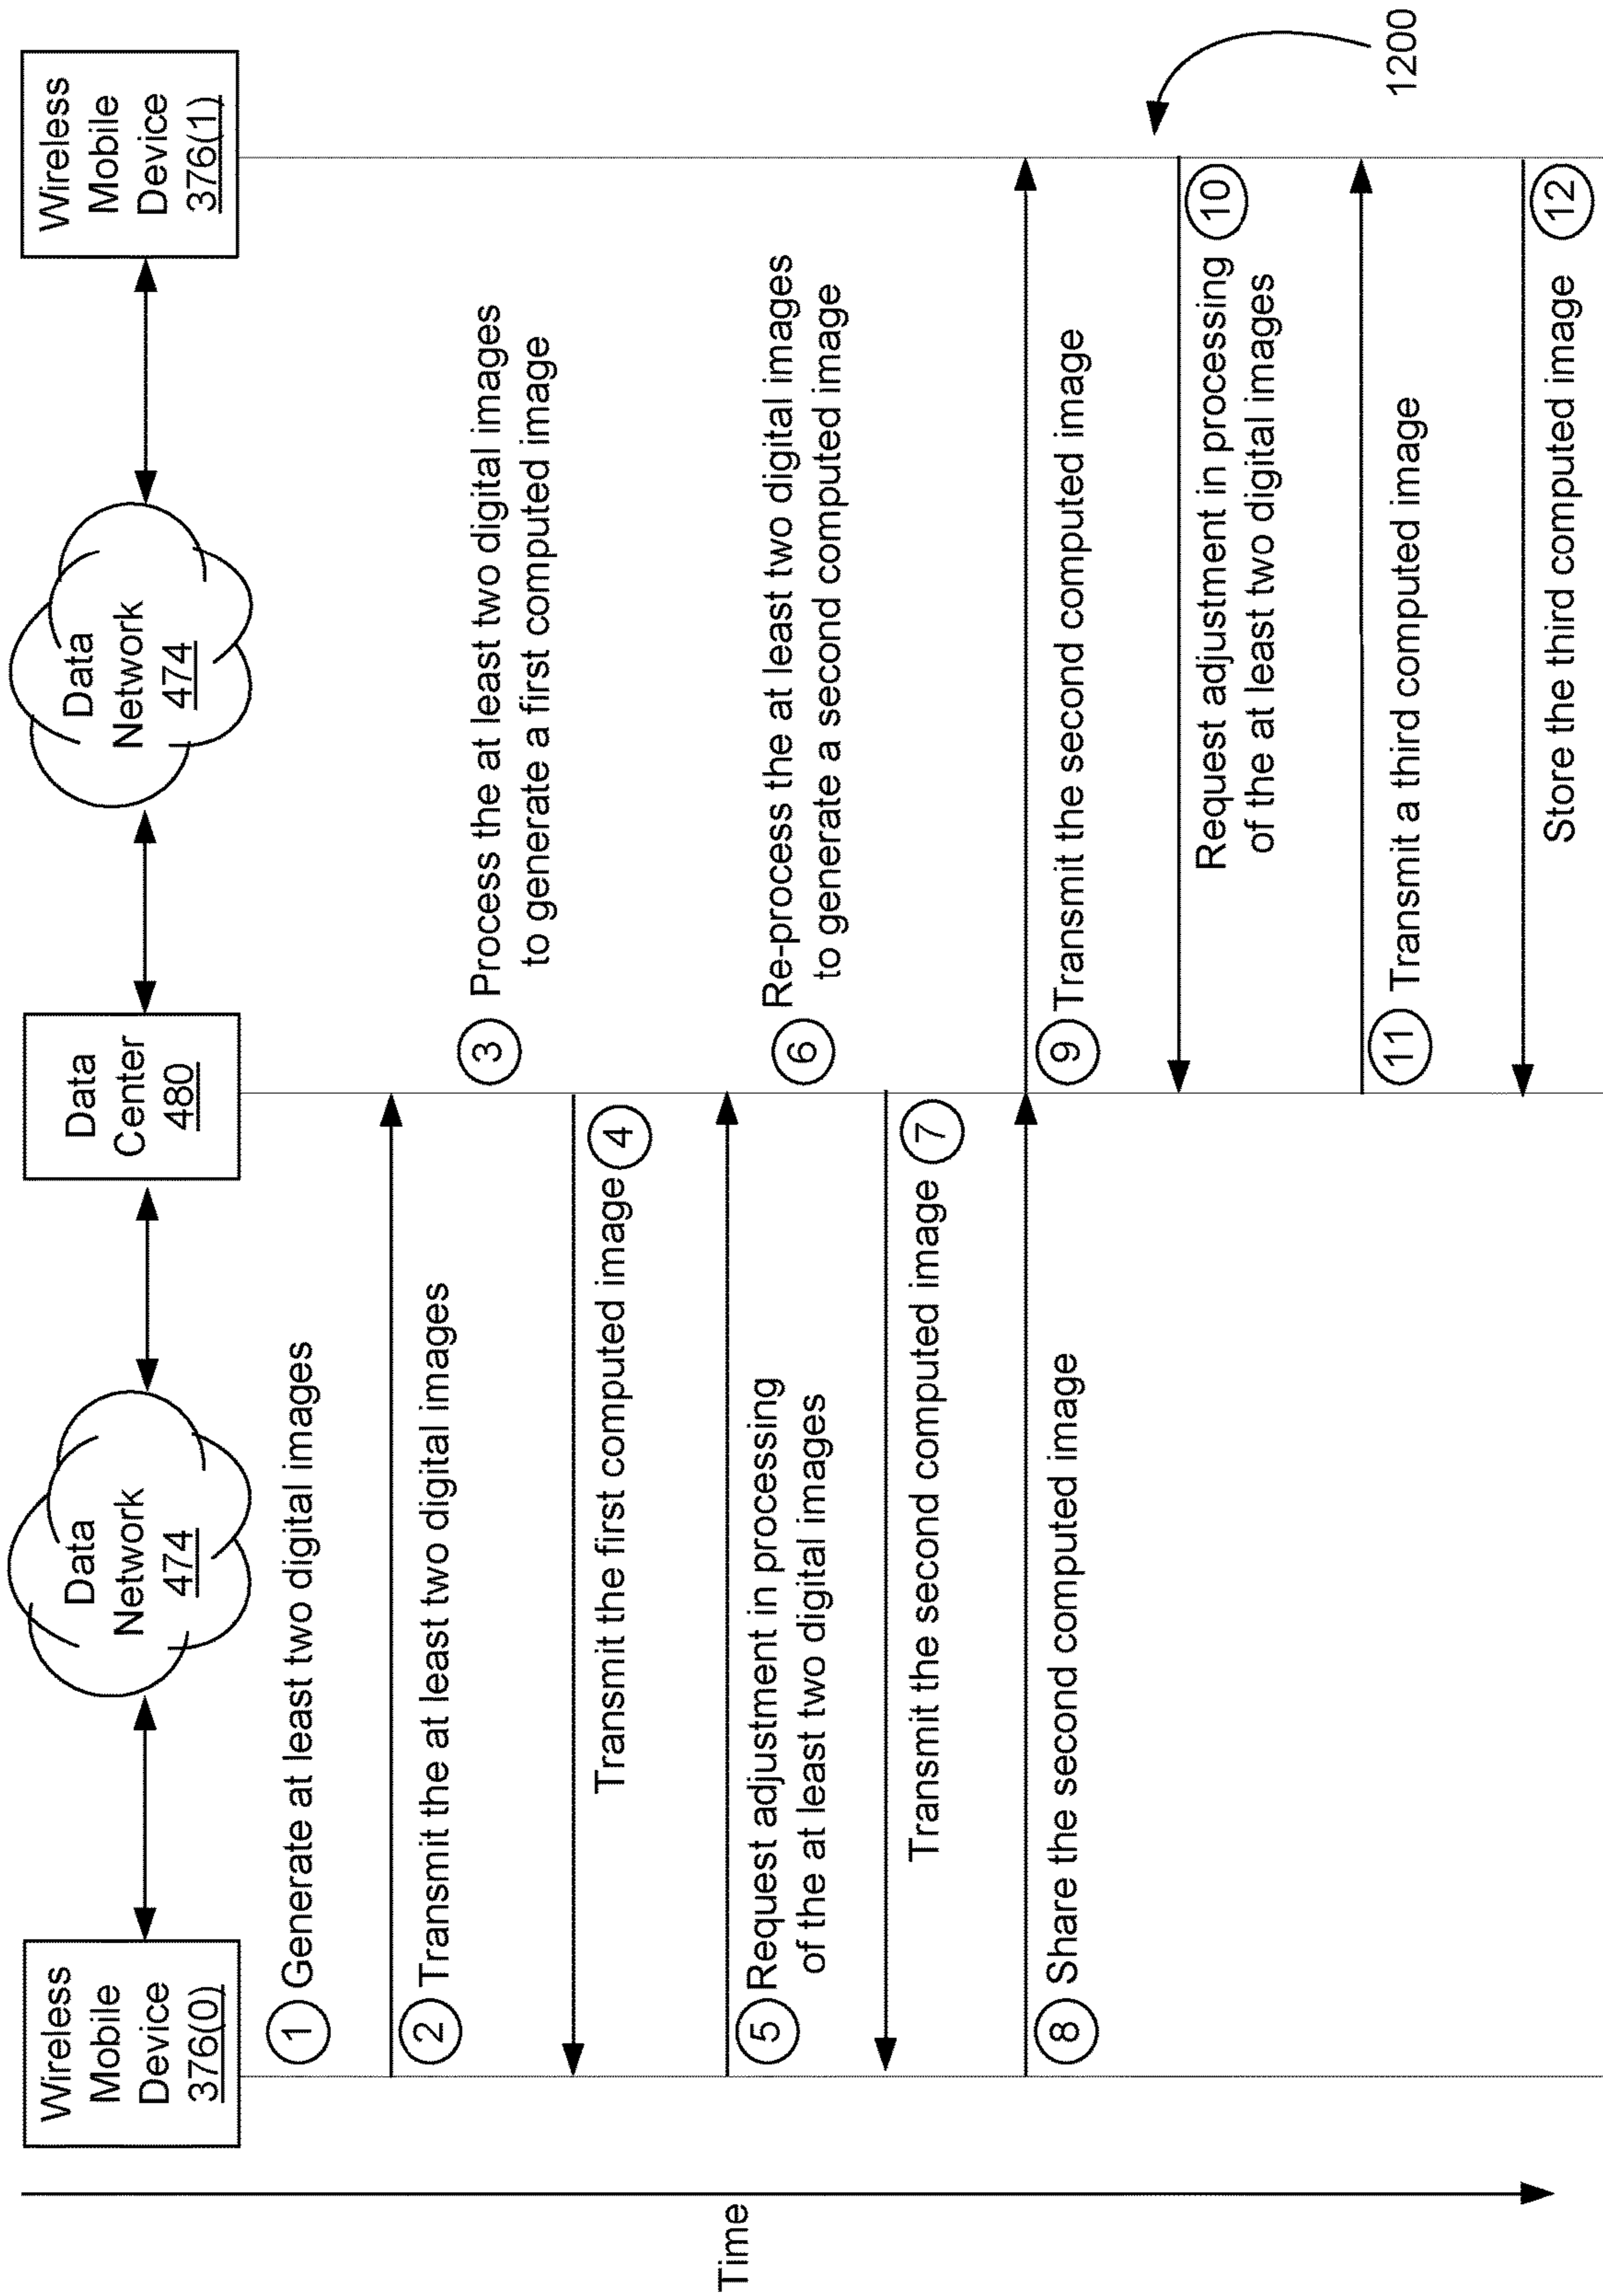 Time
Wireless
Mobile
Device
376(0)
Data
Network
474
Data
Center
480
Data
Network
474
Wireless
Mobile
Device
376(1)
1 Generate at least two digital images
2 Transmit the at least two digital images
3 Process the at least two digital images
to generate a first computed image
Transmit the first computed image 4
5 Request adjustment in processing
of the at least two digital images
6 Re-process the at least two digital images
to generate a second computed image
Transmit the second computed image 7
8 Share the second computed image
9 Transmit the second computed image
Request adjustment in processing 10
of the at least two digital images
11 Transmit a third computed image
Store the third computed image 12
1200